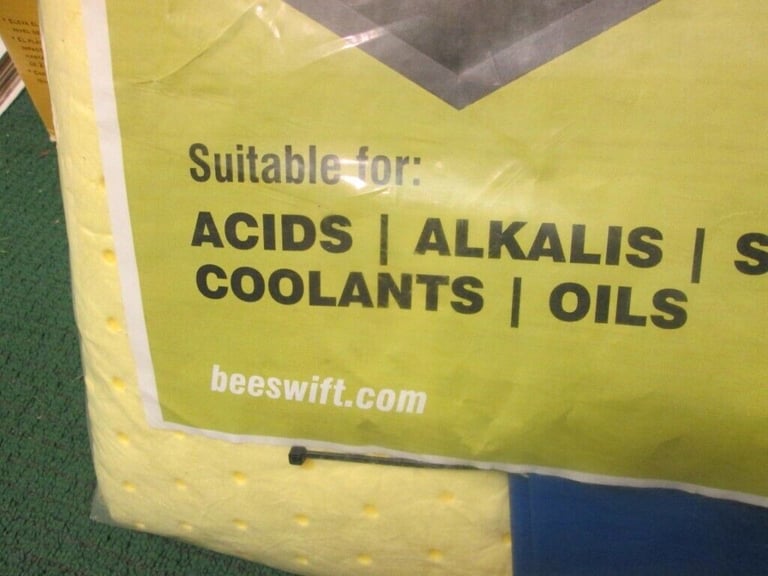 Suitable for:
ACIDS | ALKALIS | S
COOLANTS | OILS
beeswift.com